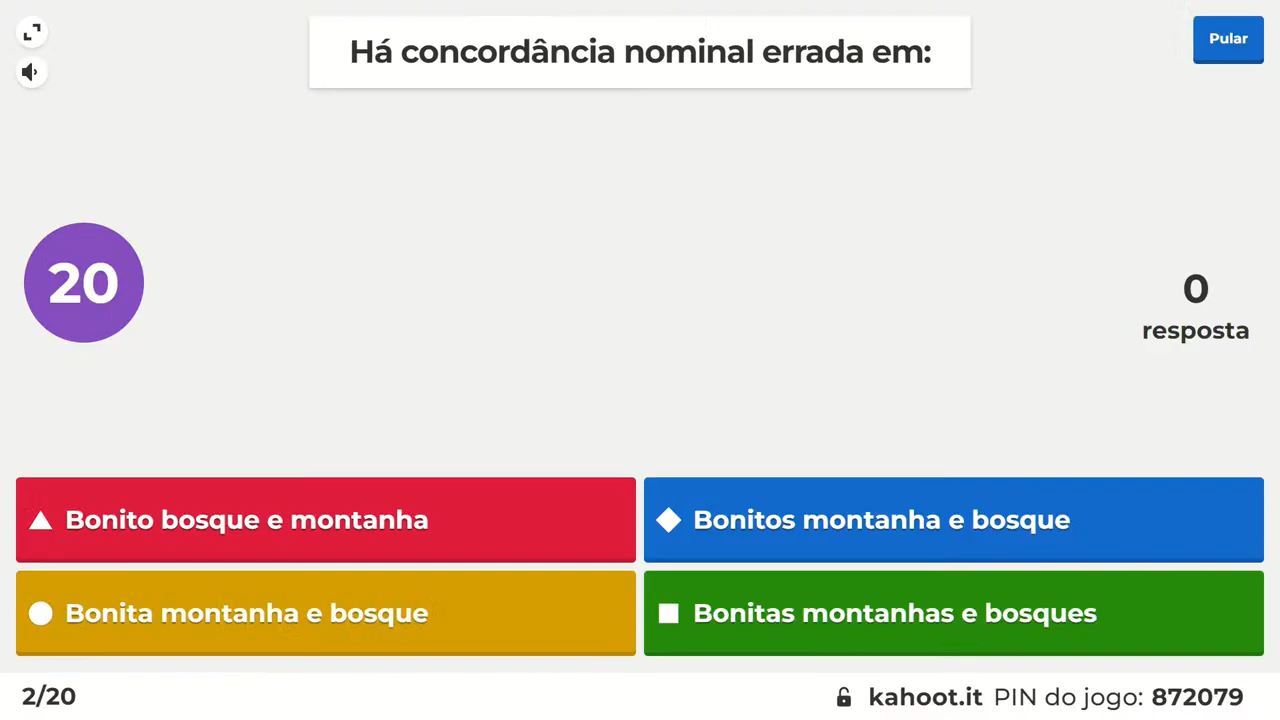 Há concordância nominal errada em:
Pular
20
0
resposta
Bonito bosque e montanha
Bonitos montanha e bosque
Bonita montanha e bosque
Bonitas montanhas e bosques
2/20
kahoot.it PIN do jogo: 872079